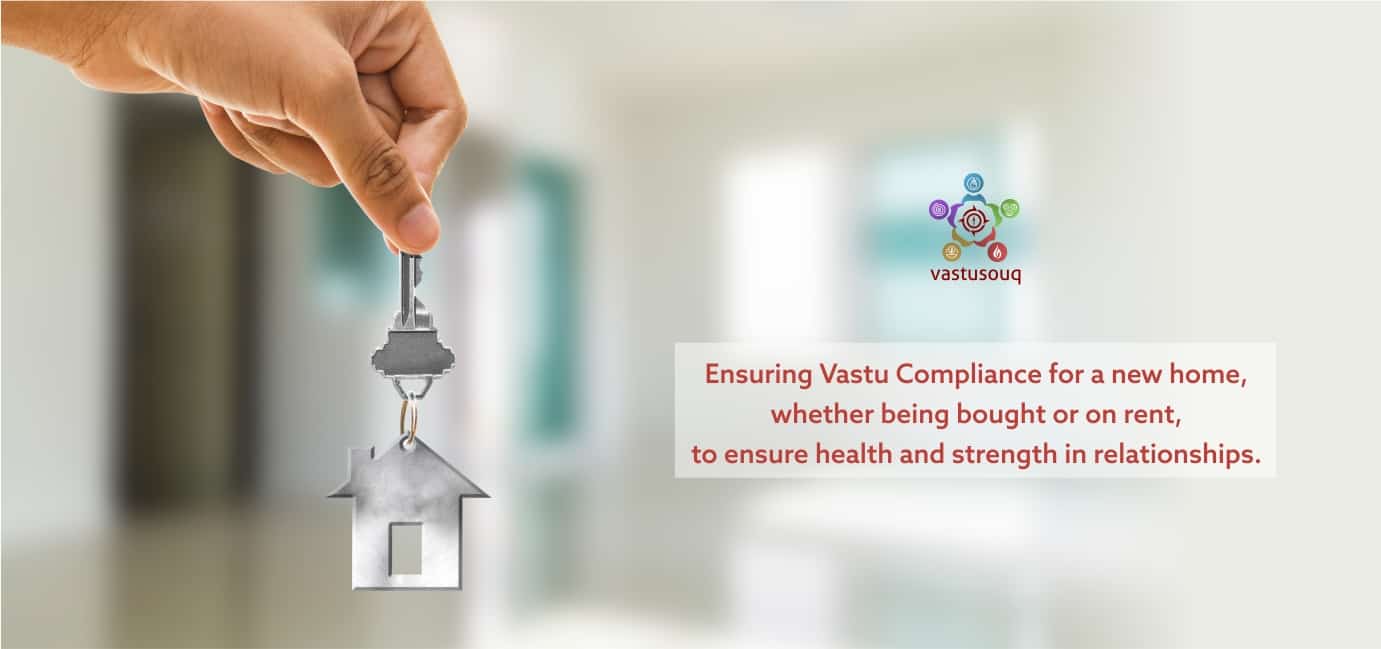 vastusouq
Ensuring Vastu Compliance for a new home,
whether being bought or on rent,
to ensure health and strength in relationships.